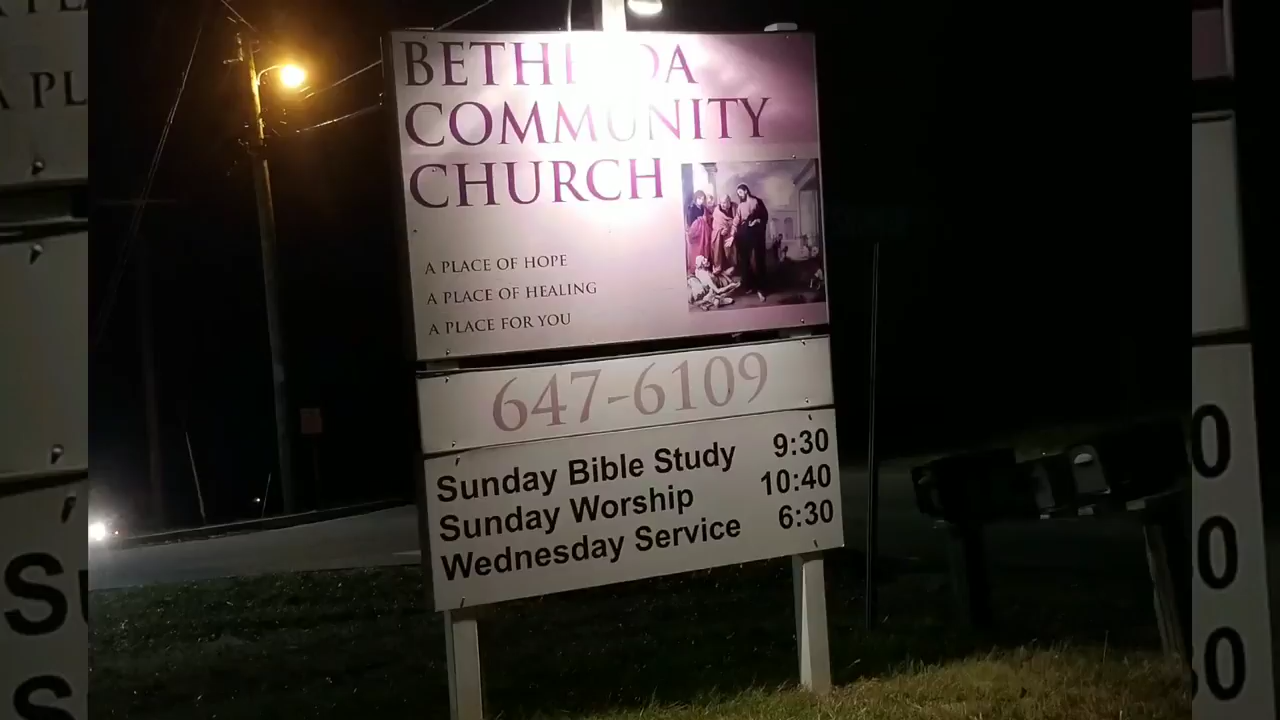 COMMUNITY
CHURCH
A PLACE OF HOPE
A PLACE OF HEALING
A PLACE FOR YOU
647-6109
Sunday Bible Study 9:30
Sunday Worship 10:40
Wednesday Service 6:30